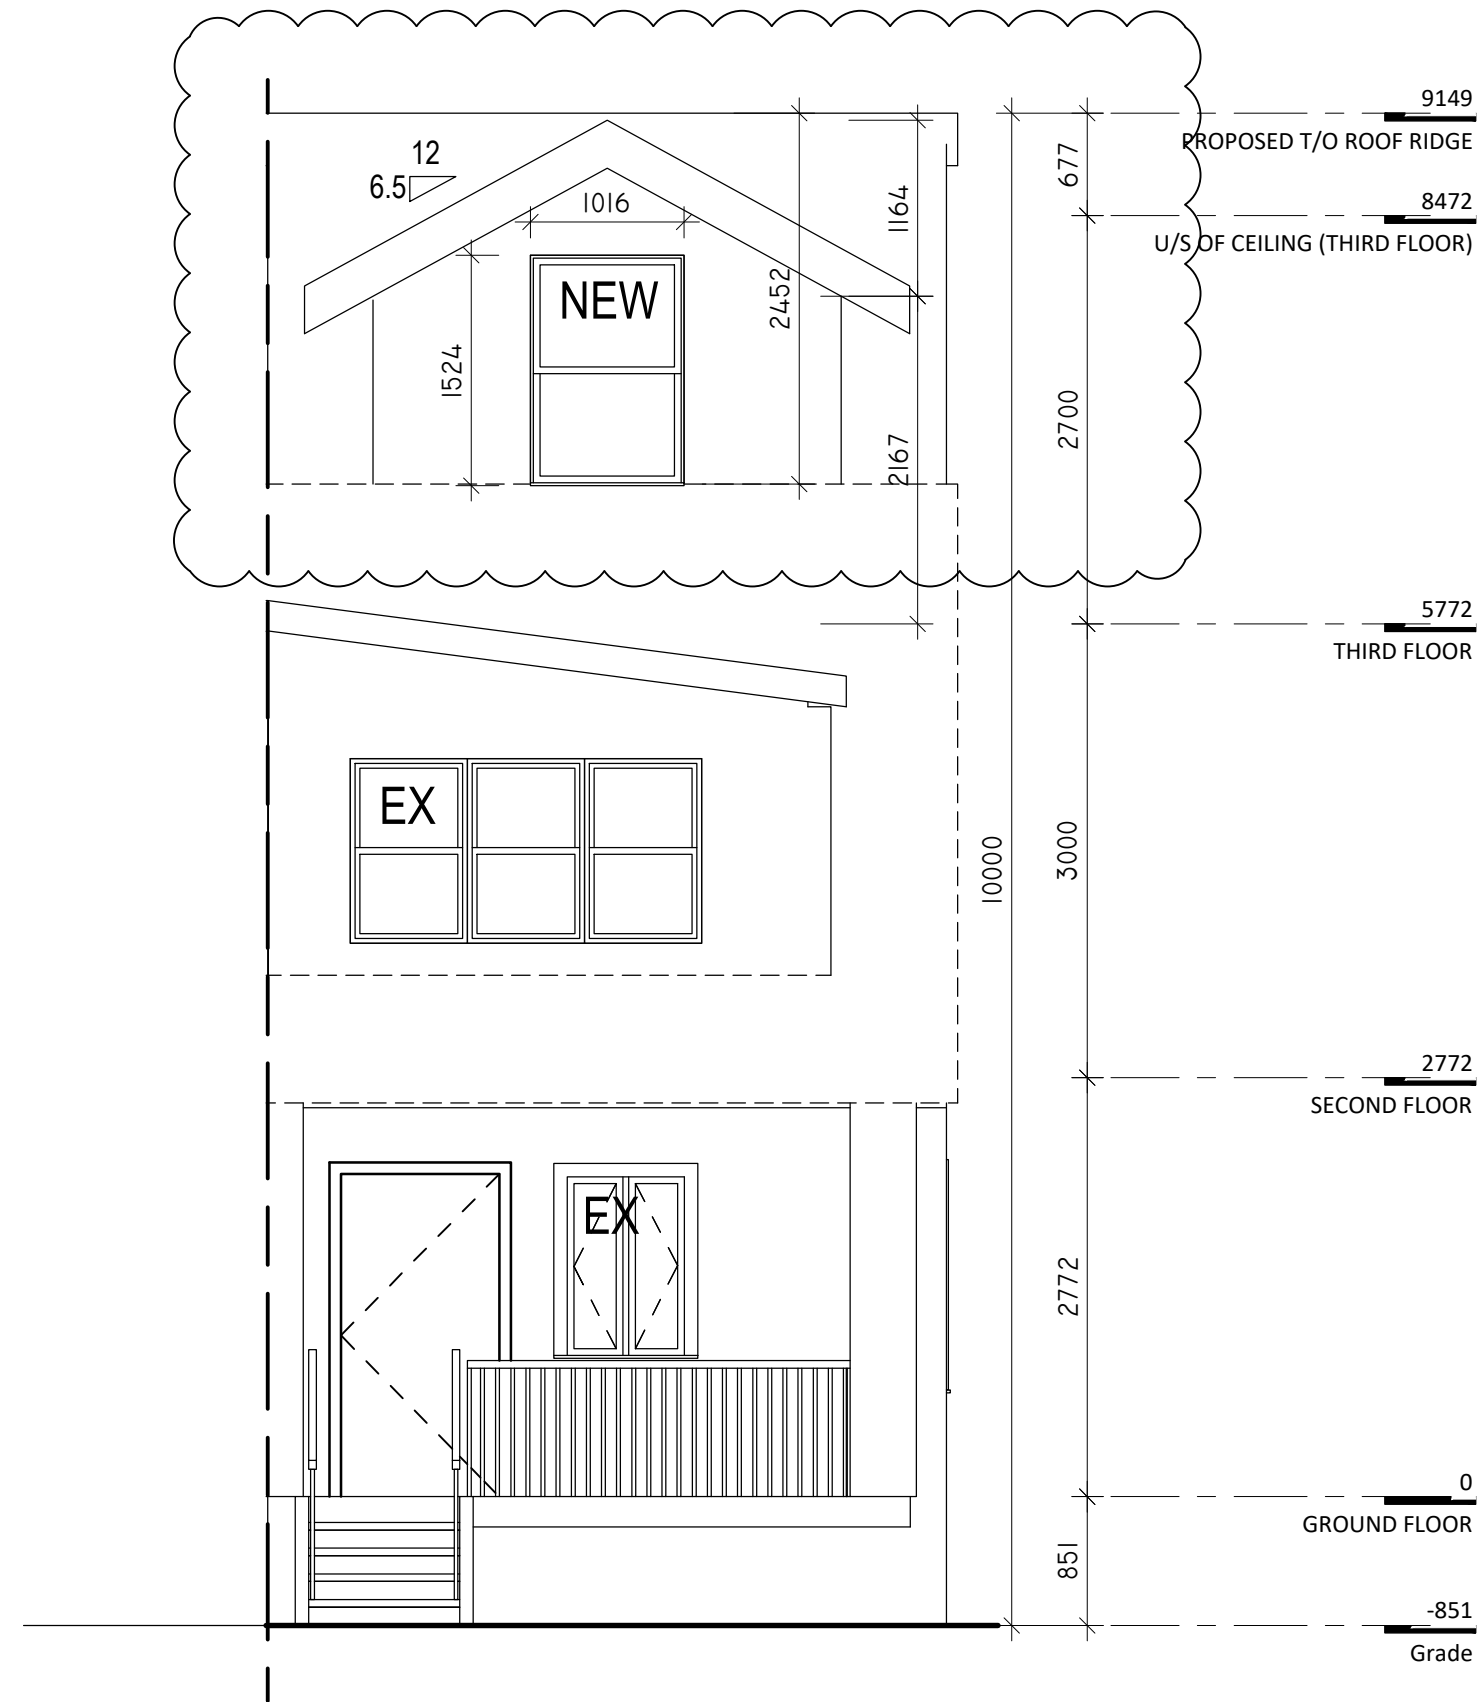 9149
PROPOSED T/O ROOF RIDGE
12
6.5
677
1016
1164
8472
U/S OF CEILING (THIRD FLOOR)
NEW
2452
1524
2700
2167
5772
THIRD FLOOR
EX
10000
3000
2772
SECOND FLOOR
EX
2772
0
GROUND FLOOR
851
-851
Grade